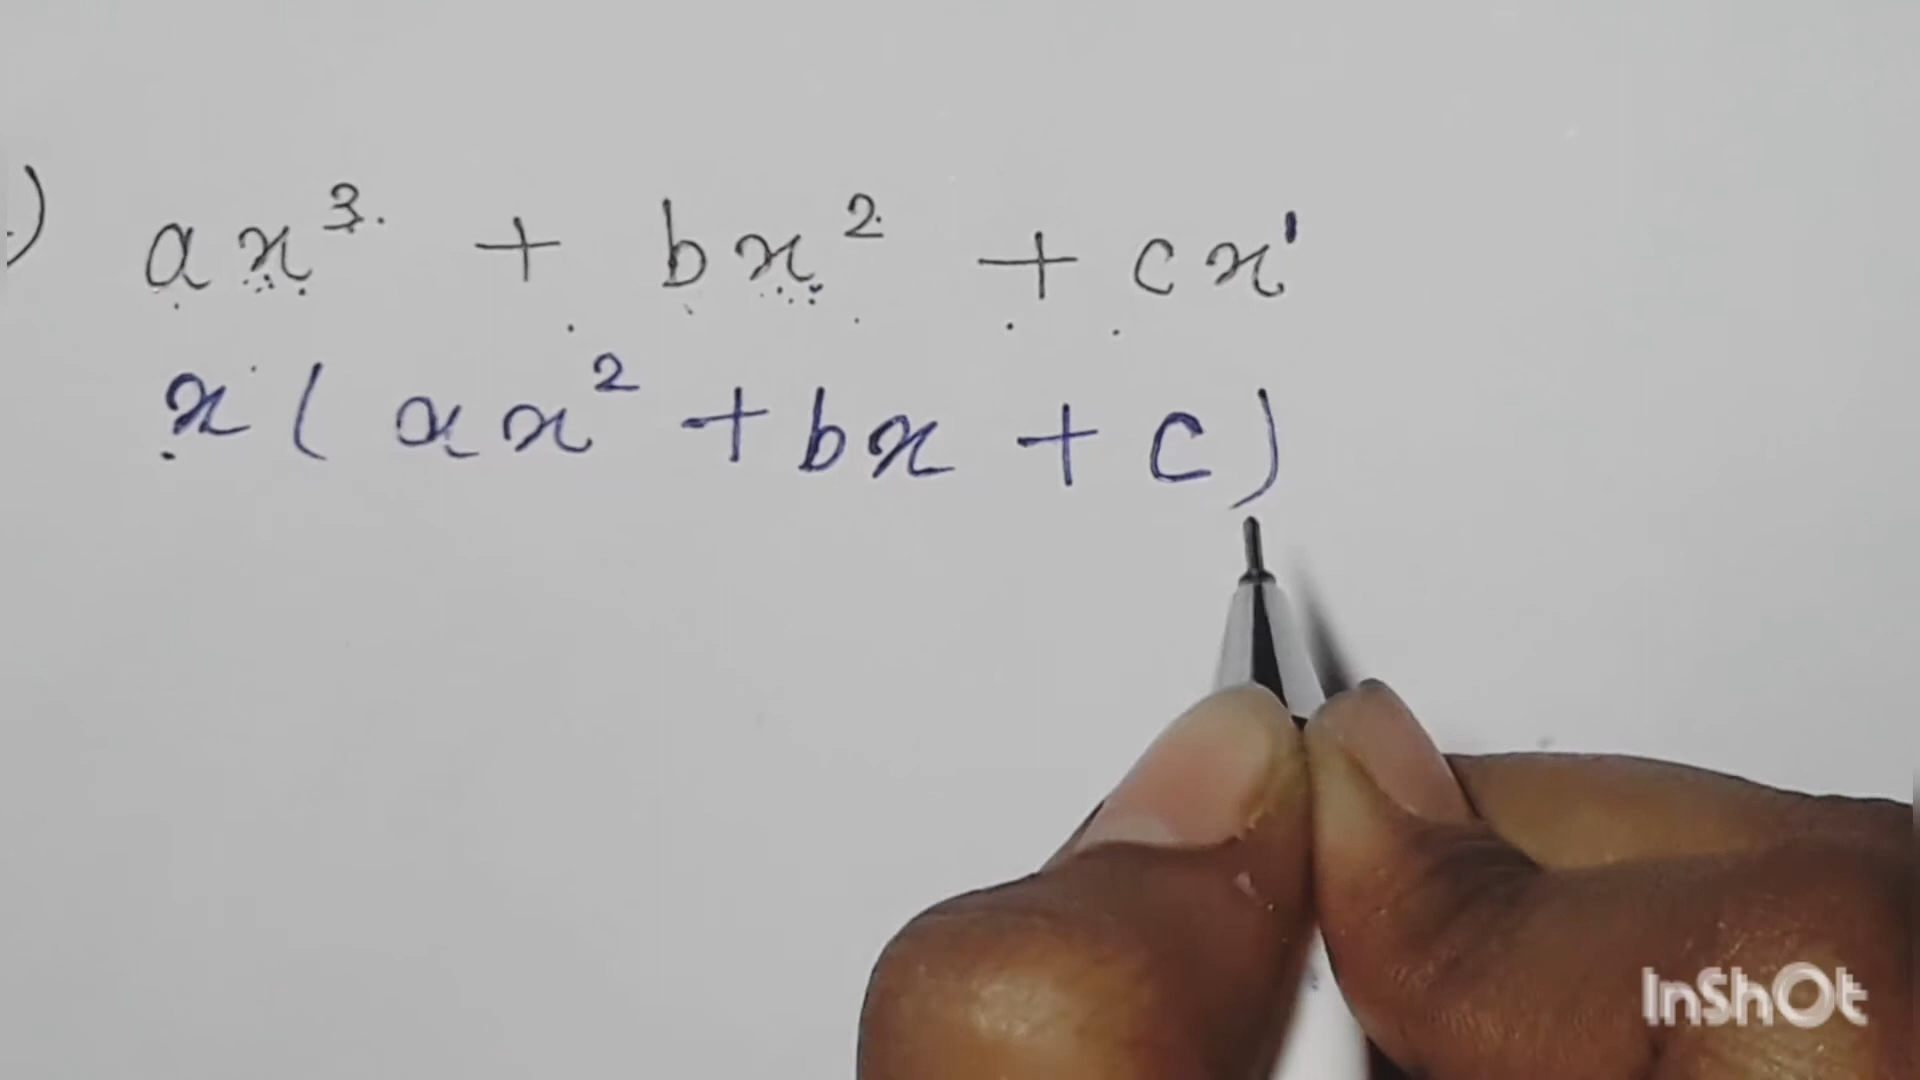 ) ax³ + bx² + cx¹
x ( ax² + bx + c )
InShOt